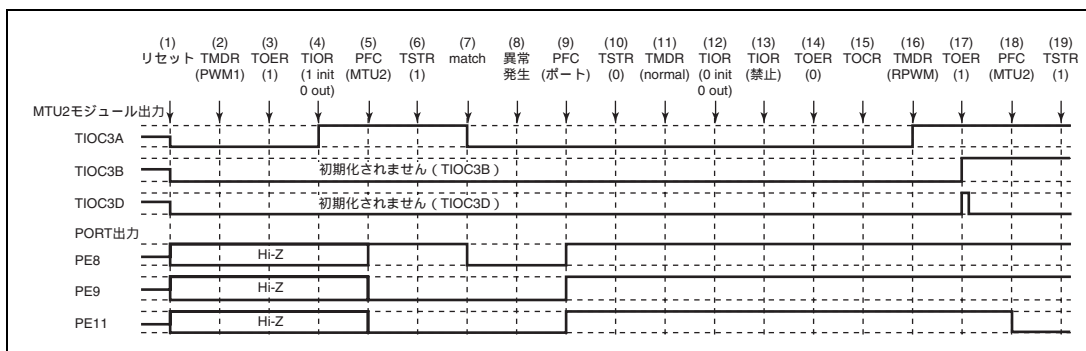 (1) (2) (3) (4) (5) (6) (7) (8) (9) (10) (11) (12) (13) (14) (15) (16) (17) (18) (19)
リセット TMDR TOER TIOR PFC TSTR match 異常 PFC TSTR TMDR TIOR TIOR TOER TOCR TMDR TOER PFC TSTR
(PWM1) (1) (1 init (MTU2) (1) 発生 (ポート) (0) (normal) (0 init (禁止) (0) (RPWM) (1) (MTU2) (1)
0 out) 0 out)
MTU2モジュール出力
TIOC3A
TIOC3B 初期化されません(TIOC3B)
TIOC3D 初期化されません(TIOC3D)
PORT出力
PE8 Hi-Z
PE9 Hi-Z
PE11 Hi-Z